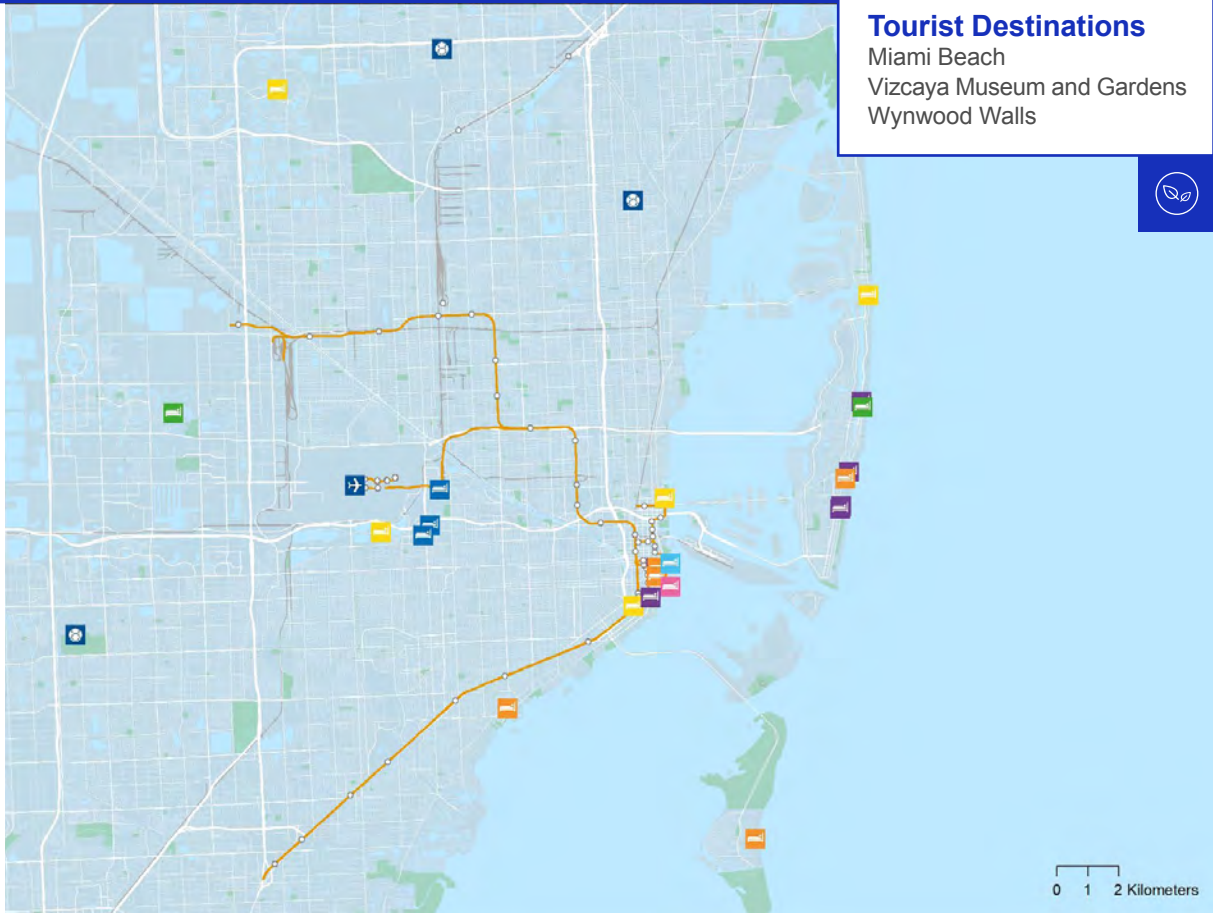 Tourist Destinations
Miami Beach
Vizcaya Museum and Gardens
Wynwood Walls
0 1 2 Kilometers